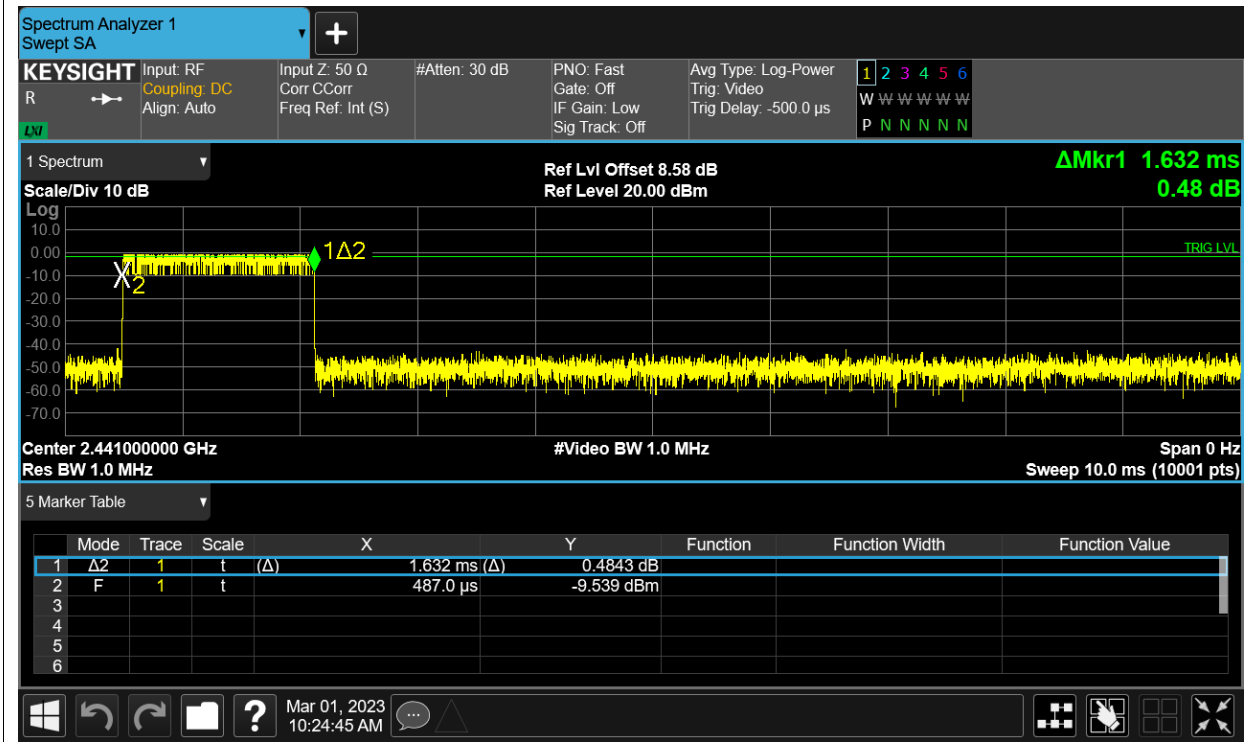 Spectrum Analyzer 1
Swept SA
KEYSIGHT
R
LXI
Input: RF
Coupling: DC
Align: Auto
Input Z: 50 Ω
Corr CCorr
Freq Ref: Int (S)
#Atten: 30 dB
PNO: Fast
Gate: Off
IF Gain: Low
Sig Track: Off
Avg Type: Log-Power
Trig: Video
Trig Delay: -500.0 µs
1 2 3 4 5 6
W W W W W W
P N N N N N
1 Spectrum
Scale/Div 10 dB
Ref Lvl Offset 8.58 dB
Ref Level 20.00 dBm
ΔMkr1 1.632 ms
0.48 dB
Log
10.0
0.00
-10.0
-20.0
-30.0
-40.0
-50.0
-60.0
-70.0
1Δ2
2
TRIG LVL
Center 2.441000000 GHz
#Video BW 1.0 MHz
Span 0 Hz
Res BW 1.0 MHz
Sweep 10.0 ms (10001 pts)
5 Marker Table
Mode Trace Scale X Y Function Function Width Function Value
1 Δ2 1 t (Δ) 1.632 ms (Δ) 0.4843 dB
2 F 1 t 487.0 µs -9.539 dBm
3
4
5
6
?
Mar 01, 2023
10:24:45 AM